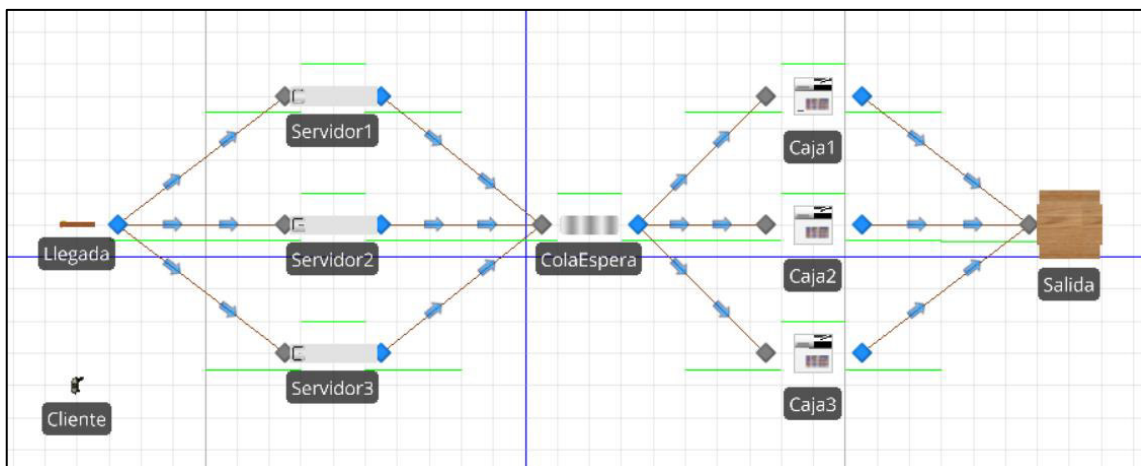 Servidor1
Caja1
Llegada
Servidor2
ColaEspera
Caja2
Salida
Servidor3
Caja3
Cliente